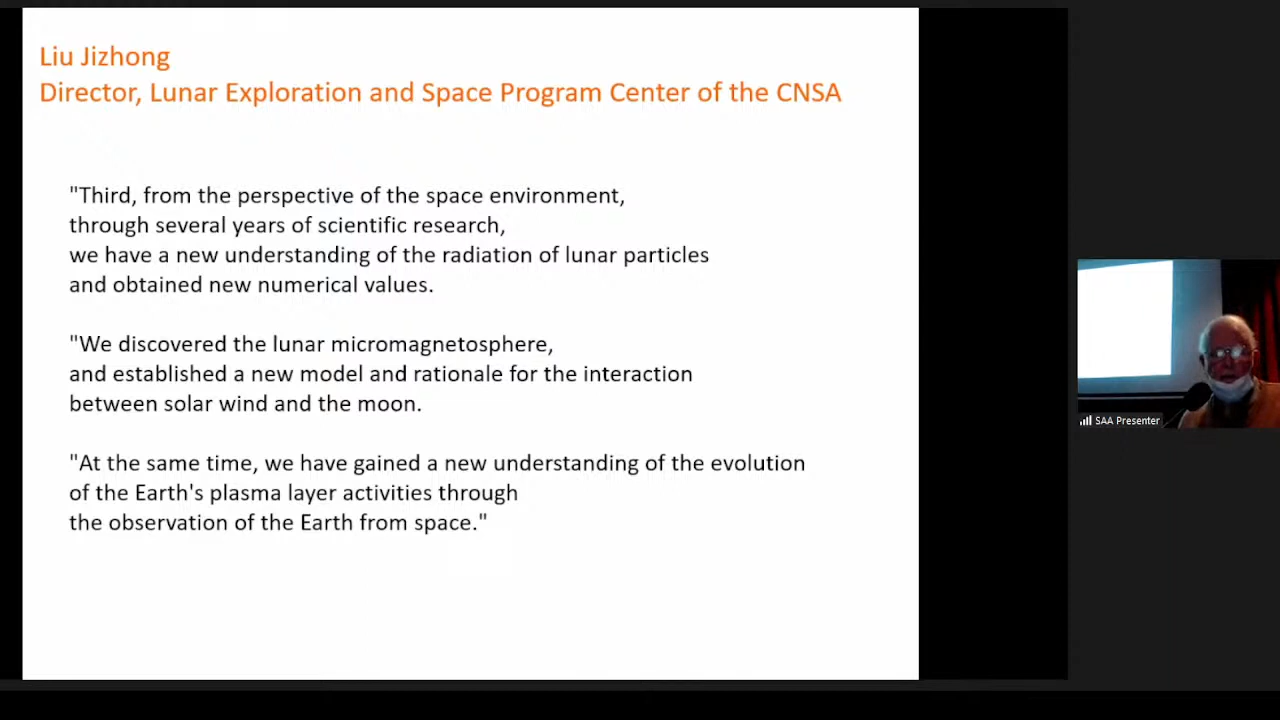 Liu Jizhong
Director, Lunar Exploration and Space Program Center of the CNSA
"Third, from the perspective of the space environment,
through several years of scientific research,
we have a new understanding of the radiation of lunar particles
and obtained new numerical values.
"We discovered the lunar micromagnetosphere,
and established a new model and rationale for the interaction
between solar wind and the moon.
"At the same time, we have gained a new understanding of the evolution
of the Earth's plasma layer activities through
the observation of the Earth from space."
SAA Presenter